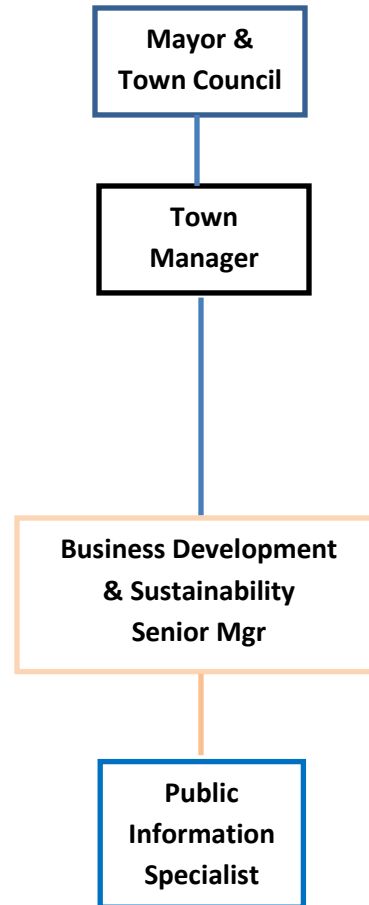 Mayor &
Town Council
Town
Manager
Business Development
& Sustainability
Senior Mgr
Public
Information
Specialist